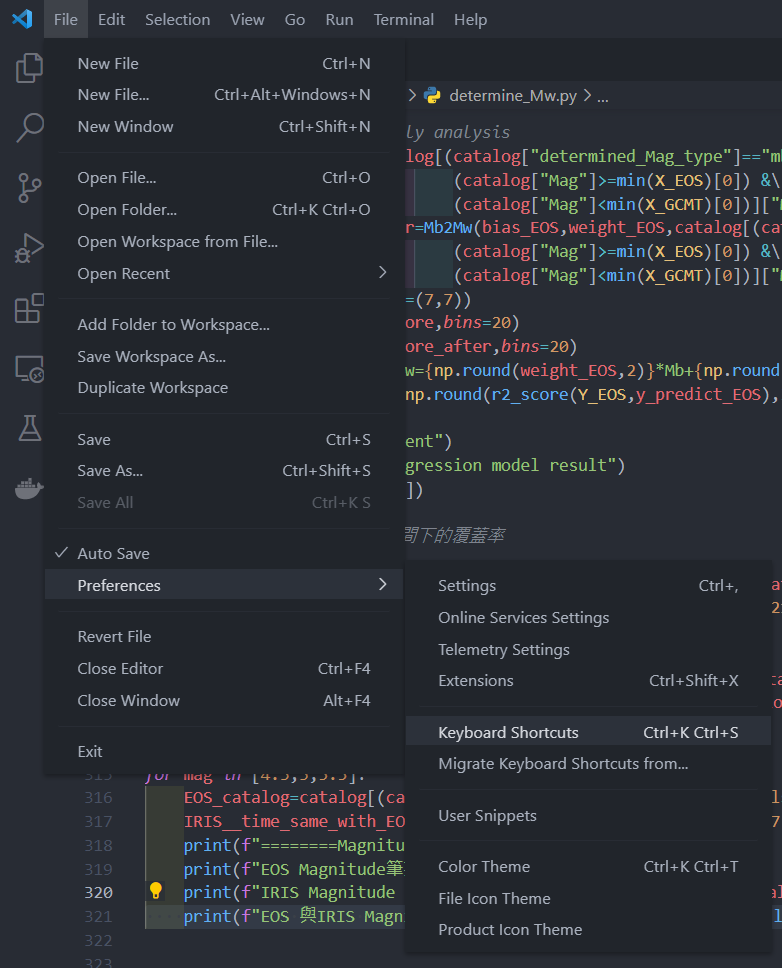 File Edit Selection View Go Run Terminal Help
New File Ctrl+N
New File... Ctrl+Alt+Windows+N
New Window Ctrl+Shift+N
Open File... Ctrl+O
Open Folder... Ctrl+K Ctrl+O
Open Workspace from File...
Open Recent
Add Folder to Workspace...
Save Workspace As...
Duplicate Workspace
Save Ctrl+S
Save As... Ctrl+Shift+S
Save All Ctrl+K S
Auto Save
Preferences
Revert File
Close Editor Ctrl+F4
Close Window Alt+F4
Exit
determine_Mw.py > ...
ly analysis
log[(catalog["determined_Mag_type"]=="m
(catalog["Mag"]>=min(X_EOS)[0]) &\
(catalog["Mag"]<min(X_GCMT)[0])]["
r=Mb2Mw(bias_EOS,weight_EOS,catalog[(ca
(catalog["Mag"]>=min(X_EOS)[0]) &\
(catalog["Mag"]<min(X_GCMT)[0])]["
=(7,7))
ore,bins=20)
ore_after,bins=20)
w={np.round(weight_EOS,2)}*Mb+{np.round
np.round(r2_score(Y_EOS,y_predict_EOS),
ent")
gression model result")
])
間下的覆蓋率
Settings Ctrl+,
Online Services Settings
Telemetry Settings
Extensions Ctrl+Shift+X
Keyboard Shortcuts Ctrl+K Ctrl+S
Migrate Keyboard Shortcuts from...
User Snippets
Color Theme Ctrl+K Ctrl+T
File Icon Theme
Product Icon Theme
315 for mag in [4.5,5,5.5]:
316 EOS_catalog=catalog[(ca
317 IRIS__time_same_with_EO
318 print(f"========Magnitu
319 print(f"EOS Magnitude筆
320 print(f"IRIS Magnitude
321 print(f"EOS 與IRIS Magn
322
323